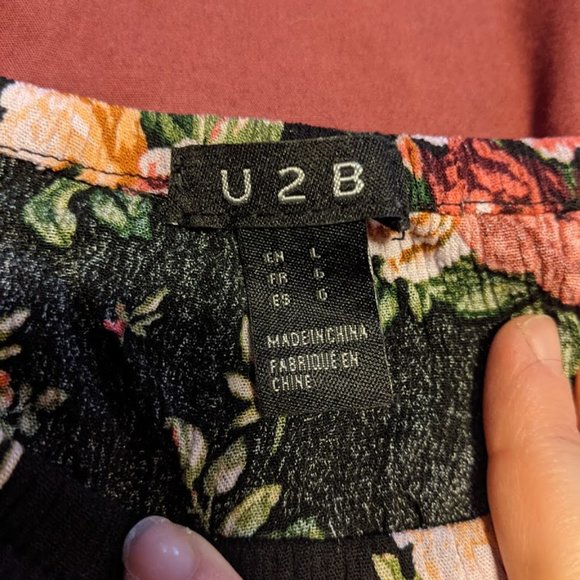 U2B
EN L
FR G
ES G
MADE IN CHINA
FABRIQUÉ EN
CHINE